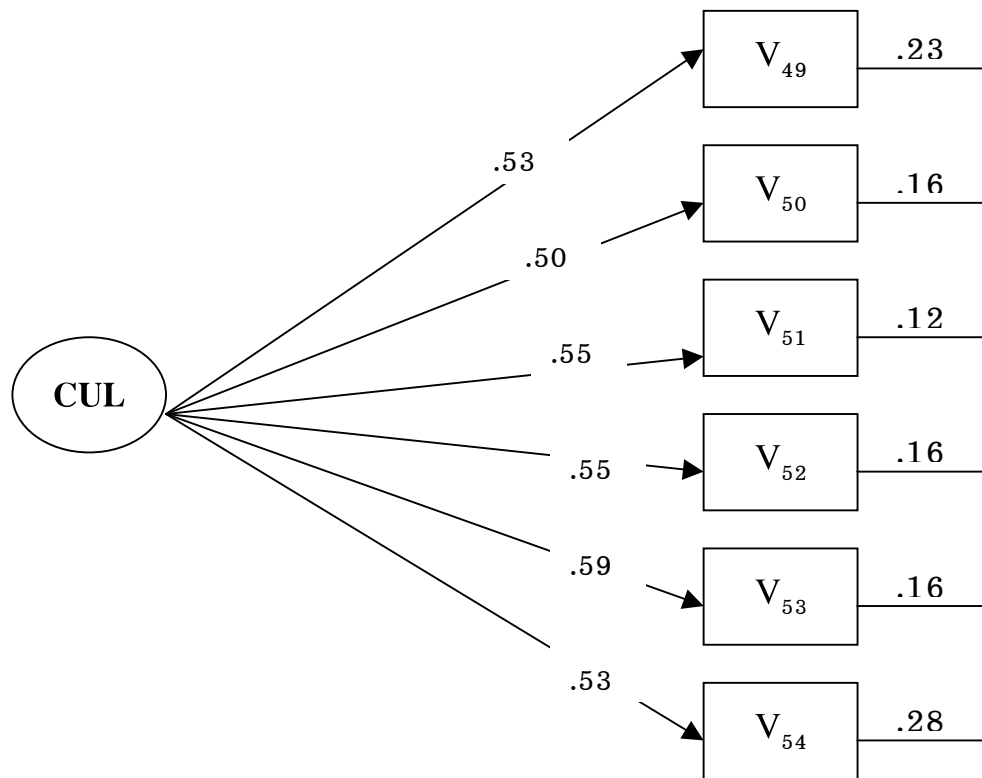 V49 .23
.53
V50 .16
.50
V51 .12
.55
CUL
V52 .16
.55
V53 .16
.59
.53
V54 .28